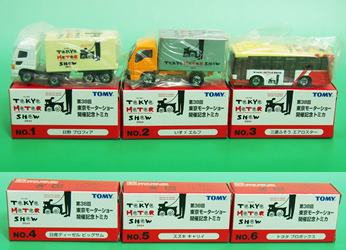 TOKYO
MOTOR
SHOW
TOMY
第38回
東京モーターショー
開催記念トミカ
NO.1 日野 プロフィア
TOKYO
MOTOR
SHOW
TOMY
第38回
東京モーターショー
開催記念トミカ
NO.2 いすゞ エルフ
TOKYO
MOTOR
SHOW
TOMY
第38回
東京モーターショー
開催記念トミカ
NO.3 三菱ふそう エアロスター
TOKYO
MOTOR
SHOW
TOMY
第38回
東京モーターショー
開催記念トミカ
NO.4 日産ディーゼル ビッグサム
TOKYO
MOTOR
SHOW
TOMY
第38回
東京モーターショー
開催記念トミカ
NO.5 スズキ キャリイ
TOKYO
MOTOR
SHOW
TOMY
第38回
東京モーターショー
開催記念トミカ
NO.6 トヨタ プロボックス